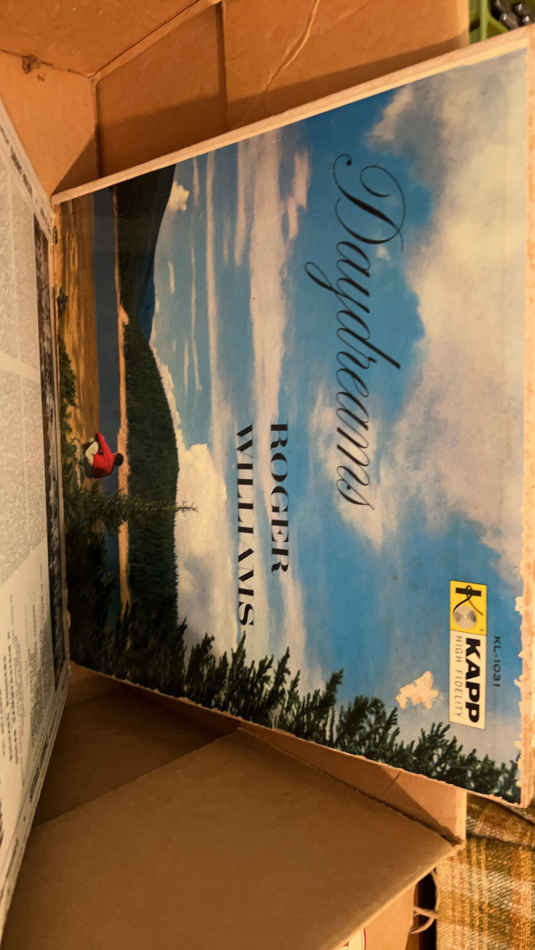 Daydreams
ROGER
WILLIAMS
KL-1031
K KAPP
HIGH FIDELITY